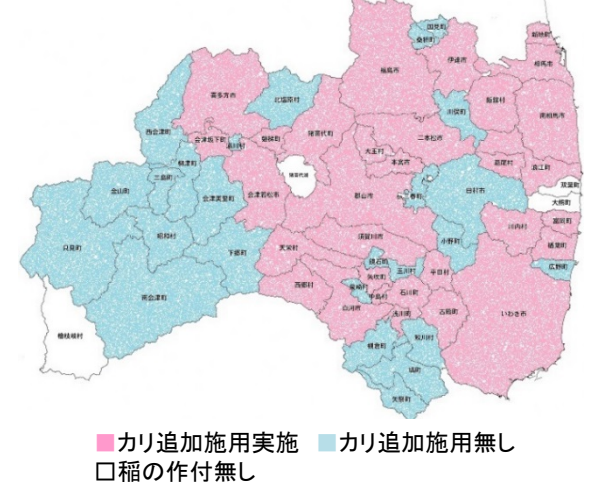 国見町
桑折町
新地町
伊達市
相馬市
福島市
喜多方市
北塩原村
川俣町
飯舘村
南相馬市
西会津町
猪苗代町
二本松市
会津坂下町
湯川村
磐梯町
大玉村
本宮市
葛尾村
浪江町
柳津町
三島町
猪苗代湖
双葉町
金山町
会津美里町
会津若松市
郡山市
三春町
田村市
大熊町
川内村
富岡町
昭和村
須賀川市
小野町
楢葉町
只見町
下郷町
天栄村
鏡石町
玉川村
平田村
広野町
南会津町
西郷村
矢吹町
泉崎村
中島村
石川町
白河市
浅川町
古殿町
いわき市
檜枝岐村
棚倉町
鮫川村
塙町
矢祭町
■カリ追加施用実施 ■カリ追加施用無し
□稲の作付無し